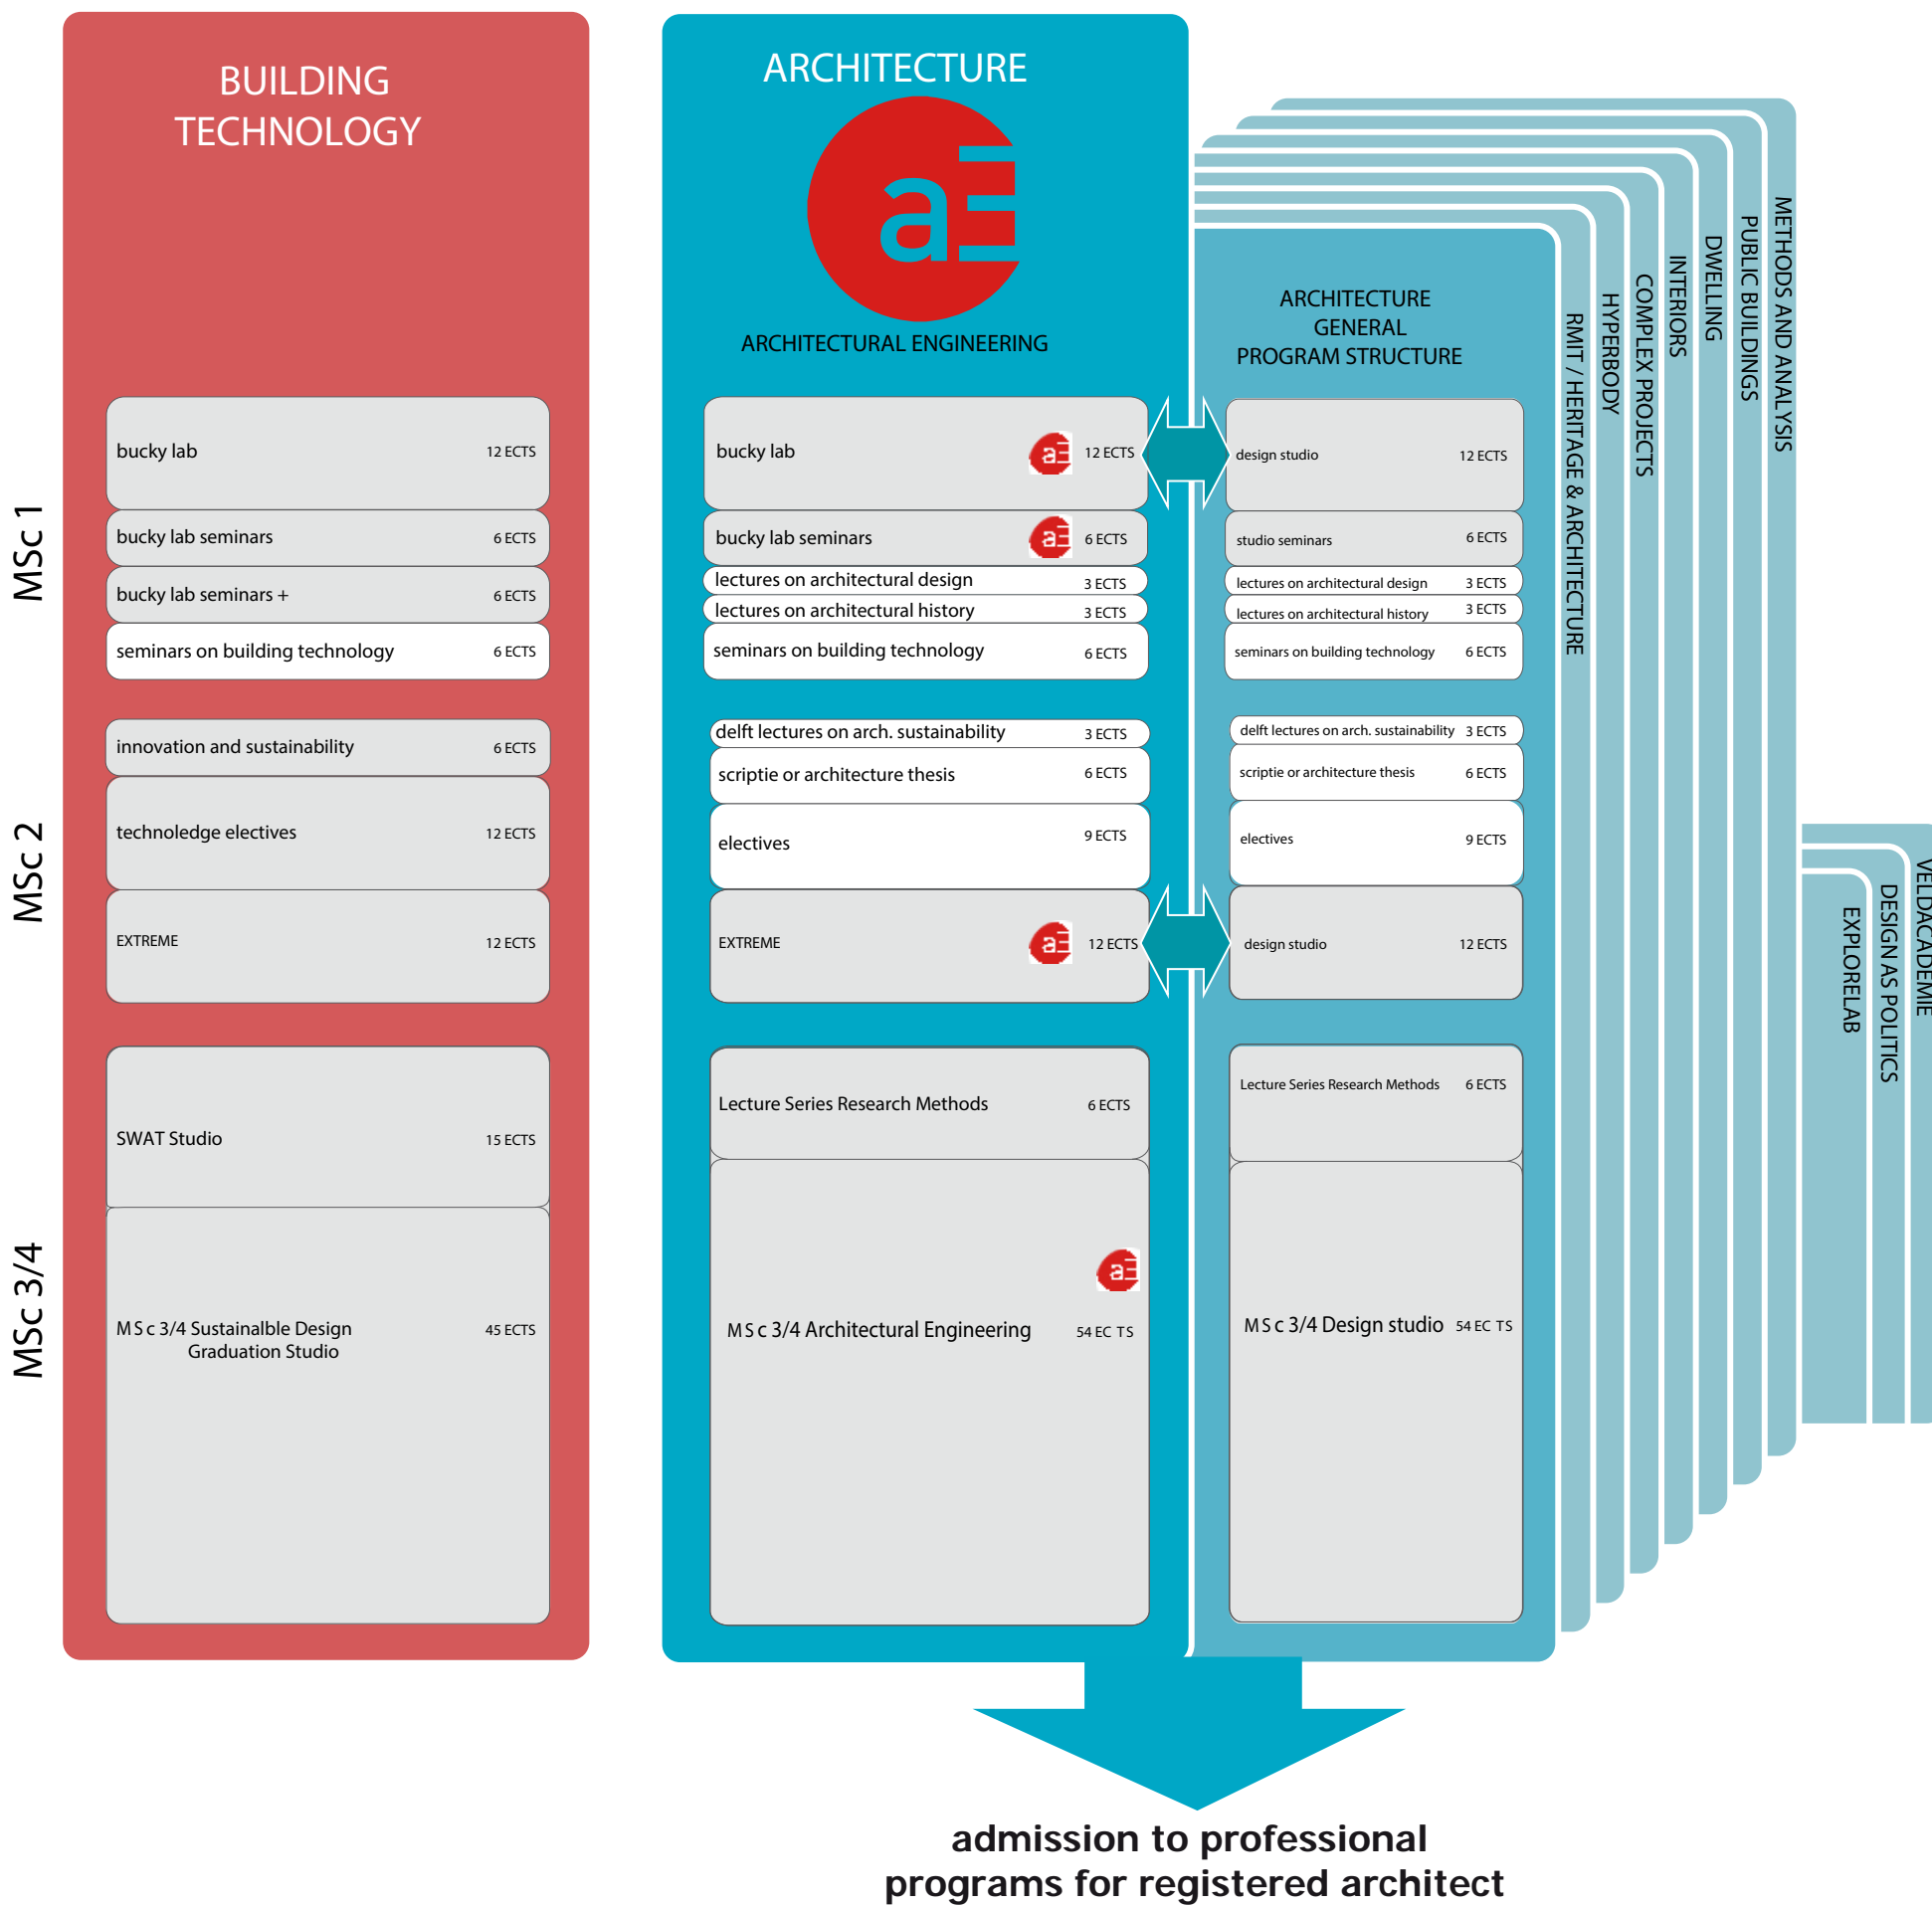 BUILDING
TECHNOLOGY
MSc 1
bucky lab 12 ECTS
bucky lab seminars 6 ECTS
bucky lab seminars + 6 ECTS
seminars on building technology 6 ECTS
MSc 2
innovation and sustainability 6 ECTS
technoledge electives 12 ECTS
EXTREME 12 ECTS
MSc 3/4
SWAT Studio 15 ECTS
MSc 3/4 Sustainalble Design 45 ECTS
Graduation Studio
ARCHITECTURE
aE
ARCHITECTURAL ENGINEERING
bucky lab aE 12 ECTS
bucky lab seminars aE 6 ECTS
lectures on architectural design 3 ECTS
lectures on architectural history 3 ECTS
seminars on building technology 6 ECTS
delft lectures on arch. sustainability 3 ECTS
scriptie or architecture thesis 6 ECTS
electives 9 ECTS
EXTREME aE 12 ECTS
Lecture Series Research Methods 6 ECTS
aE
MSc 3/4 Architectural Engineering 54 ECTS
ARCHITECTURE
GENERAL
PROGRAM STRUCTURE
design studio 12 ECTS
studio seminars 6 ECTS
lectures on architectural design 3 ECTS
lectures on architectural history 3 ECTS
seminars on building technology 6 ECTS
delft lectures on arch. sustainability 3 ECTS
scriptie or architecture thesis 6 ECTS
electives 9 ECTS
design studio 12 ECTS
Lecture Series Research Methods 6 ECTS
MSc 3/4 Design studio 54 ECTS
RMIT / HERITAGE & ARCHITECTURE
HYPERBODY
COMPLEX PROJECTS
INTERIORS
DWELLING
PUBLIC BUILDINGS
METHODS AND ANALYSIS
EXPLORELAB
DESIGN AS POLITICS
VELDACADEMIE
admission to professional
programs for registered architect